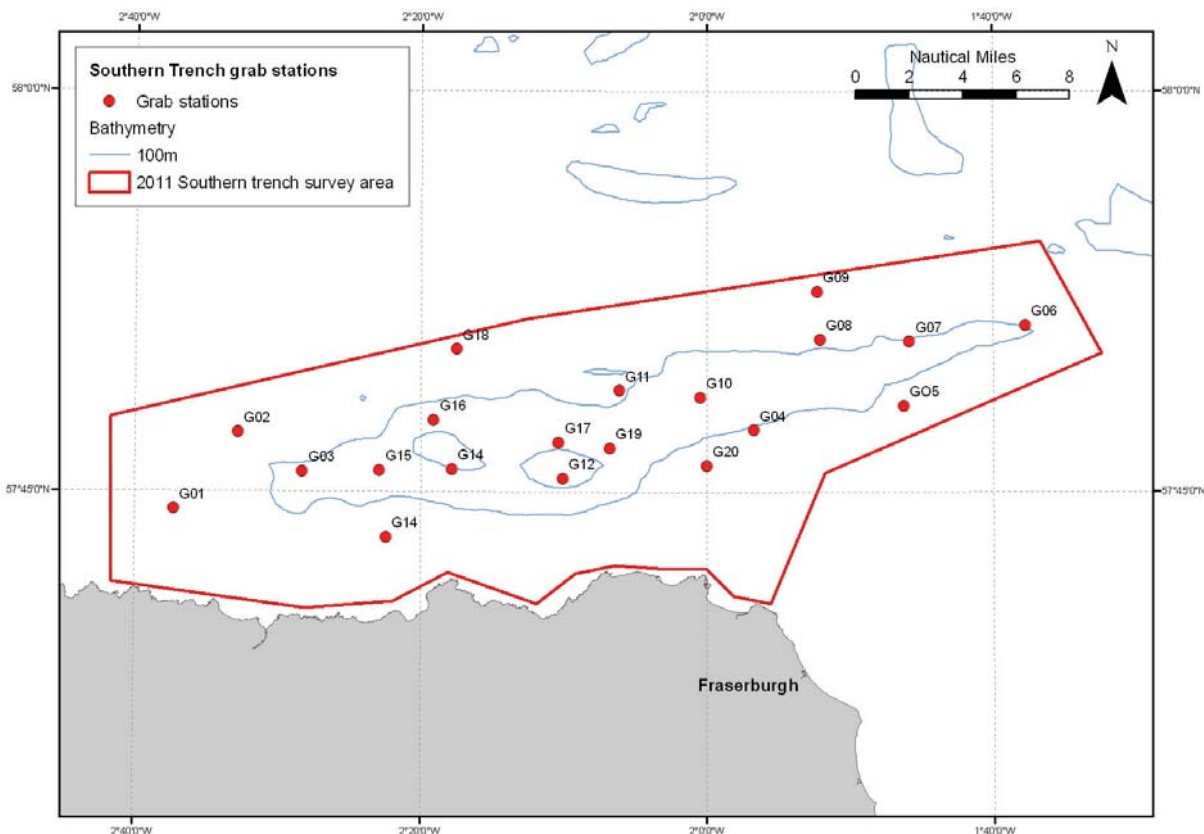 2°40'0"W 2°20'0"W 2°0'0"W 1°40'0"W
Southern Trench grab stations
Grab stations
Bathymetry
100m
2011 Southern trench survey area
Nautical Miles
0 2 4 6 8
N
58°0'0"N 58°0'0"N
G09
G06
G08 G07
G18
G11
G10
GO5
G16
G02
G04
G17
G19
G03 G15 G14
G12
G20
57°45'0"N 57°45'0"N
G01
G14
Fraserburgh
2°40'0"W 2°20'0"W 2°0'0"W 1°40'0"W